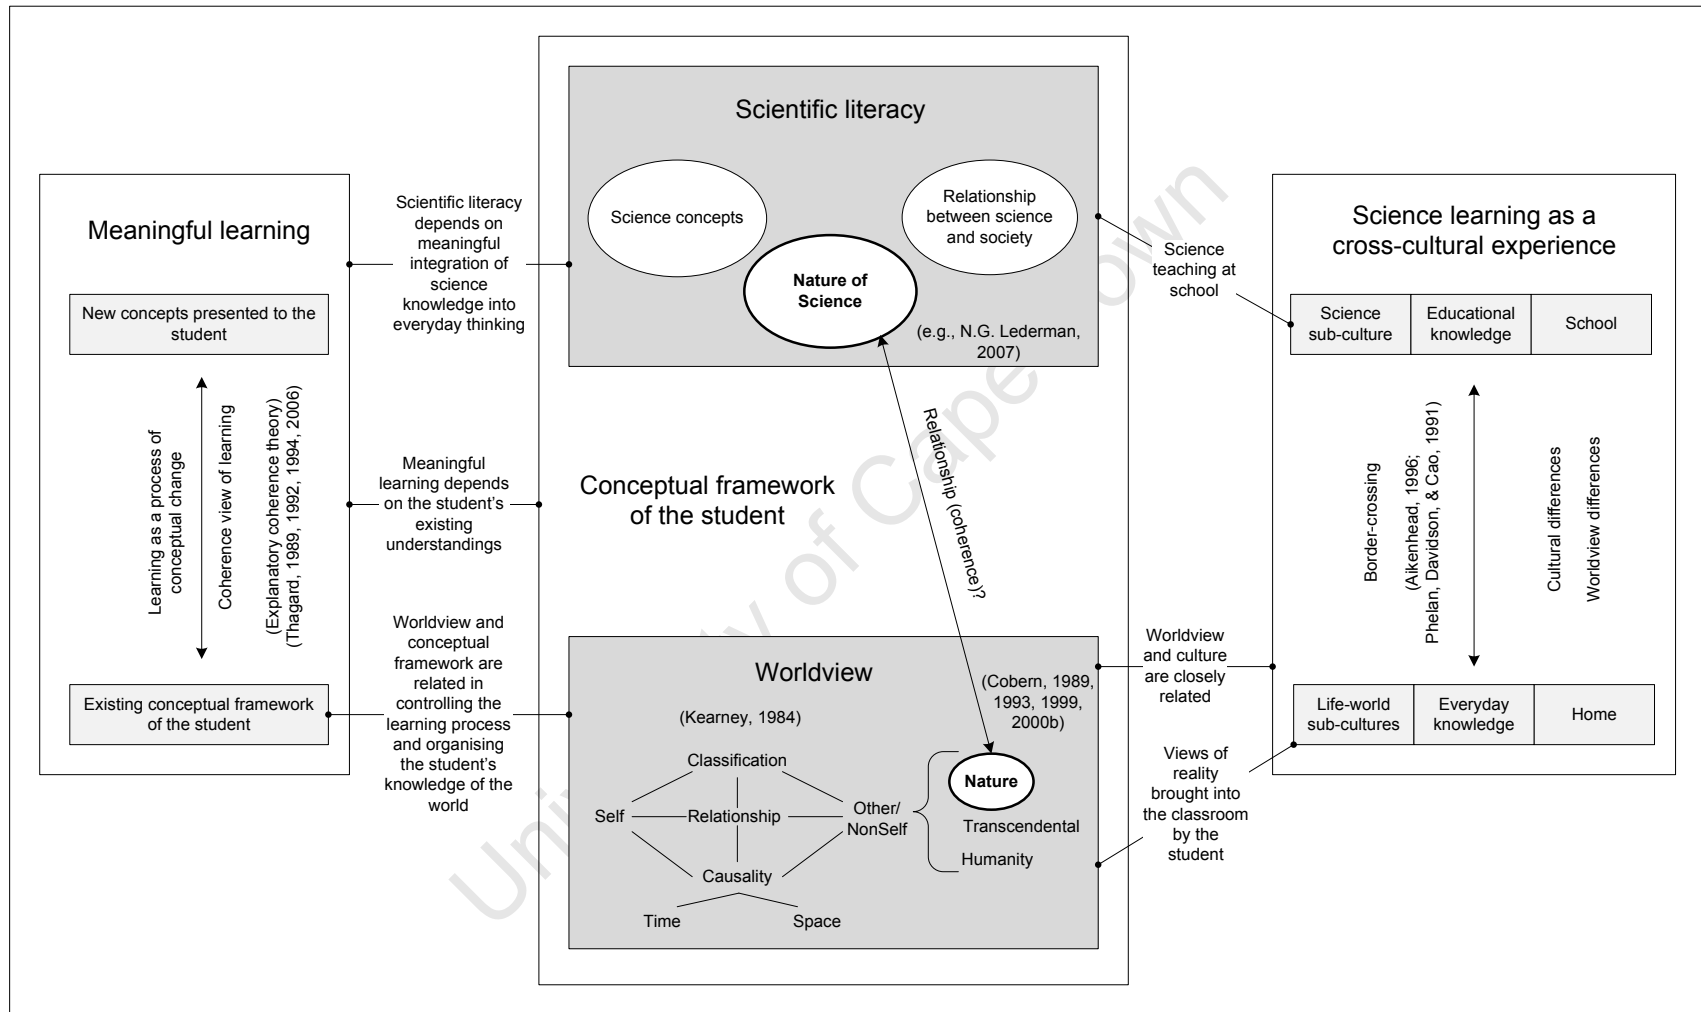 Meaningful learning
New concepts presented to the
student
Learning as a process of
conceptual change
Coherence view of learning
(Explanatory coherence theory)
(Thagard, 1989, 1992, 1994, 2006)
Existing conceptual framework
of the student
Scientific literacy
depends on
meaningful
integration of
science
knowledge into
everyday thinking
Meaningful
learning depends
on the student's
existing
understandings
Worldview and
conceptual
framework are
related in
controlling the
learning process
and organising
the student's
knowledge of the
world
Scientific literacy
Science concepts
Relationship
between science
and society
Nature of
Science
(e.g., N.G. Lederman,
2007)
Conceptual framework
of the student
Relationship (coherence)?
Worldview
(Kearney, 1984)
(Cobern, 1989,
1993, 1999,
2000b)
Classification
Self
Relationship
Other/
NonSelf
Causality
Time
Space
Nature
Transcendental
Humanity
Science
teaching at
school
Worldview
and culture
are closely
related
Views of
reality
brought into
the classroom
by the
student
Science learning as a
cross-cultural experience
Science
sub-culture
Educational
knowledge
School
Border-crossing
(Aikenhead, 1996;
Phelan, Davidson, & Cao, 1991)
Cultural differences
Worldview differences
Life-world
sub-cultures
Everyday
knowledge
Home
University of Cape Town